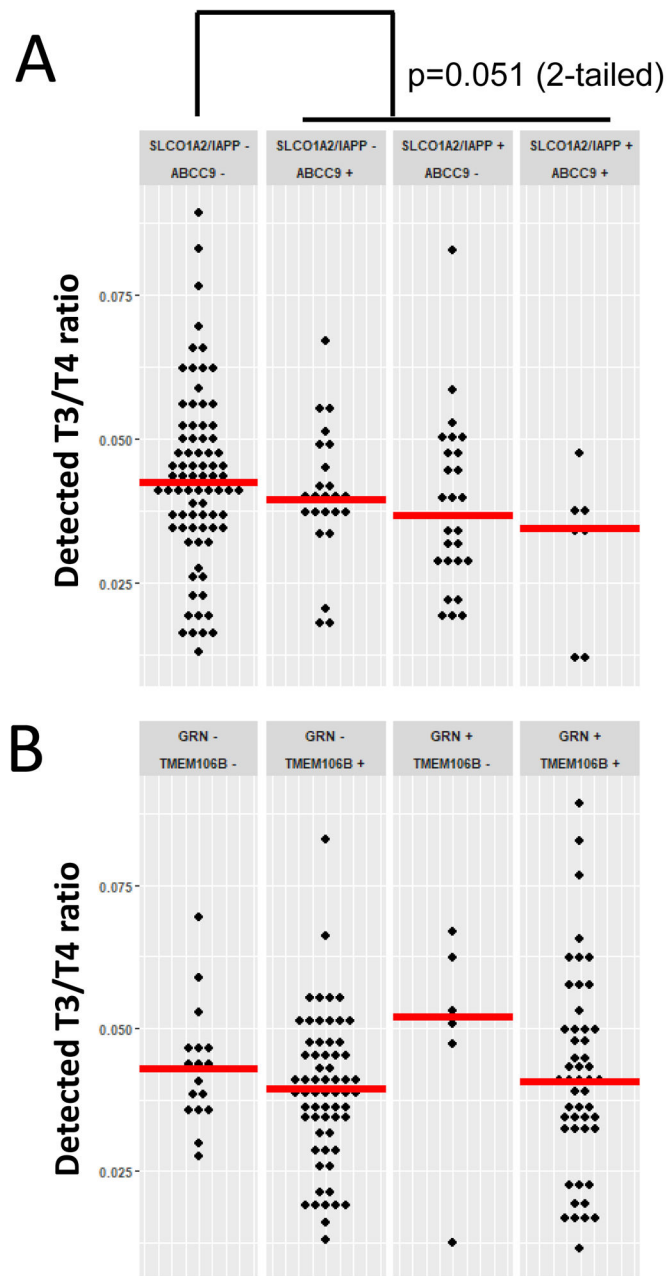 A
p=0.051 (2-tailed)
SLCO1A2/IAPP -
ABCC9 -
SLCO1A2/IAPP -
ABCC9 +
SLCO1A2/IAPP +
ABCC9 -
SLCO1A2/IAPP +
ABCC9 +
Detected T3/T4 ratio
0.075
0.050
0.025
B
GRN -
TMEM106B -
GRN -
TMEM106B +
GRN +
TMEM106B -
GRN +
TMEM106B +
Detected T3/T4 ratio
0.075
0.050
0.025